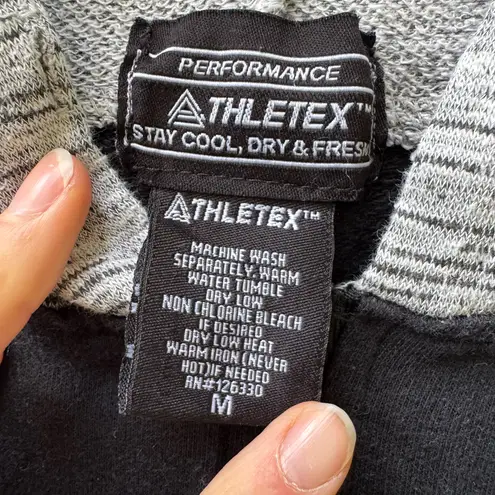 PERFORMANCE
ATHLETEX™
STAY COOL, DRY & FRESH
ATHLETEX™
MACHINE WASH
SEPARATELY, WARM
WATER TUMBLE
DRY LOW
NON CHLORINE BLEACH
IF DESIRED
DRY LOW HEAT
WARM IRON (NEVER
HOT) IF NEEDED
RN#126330
M